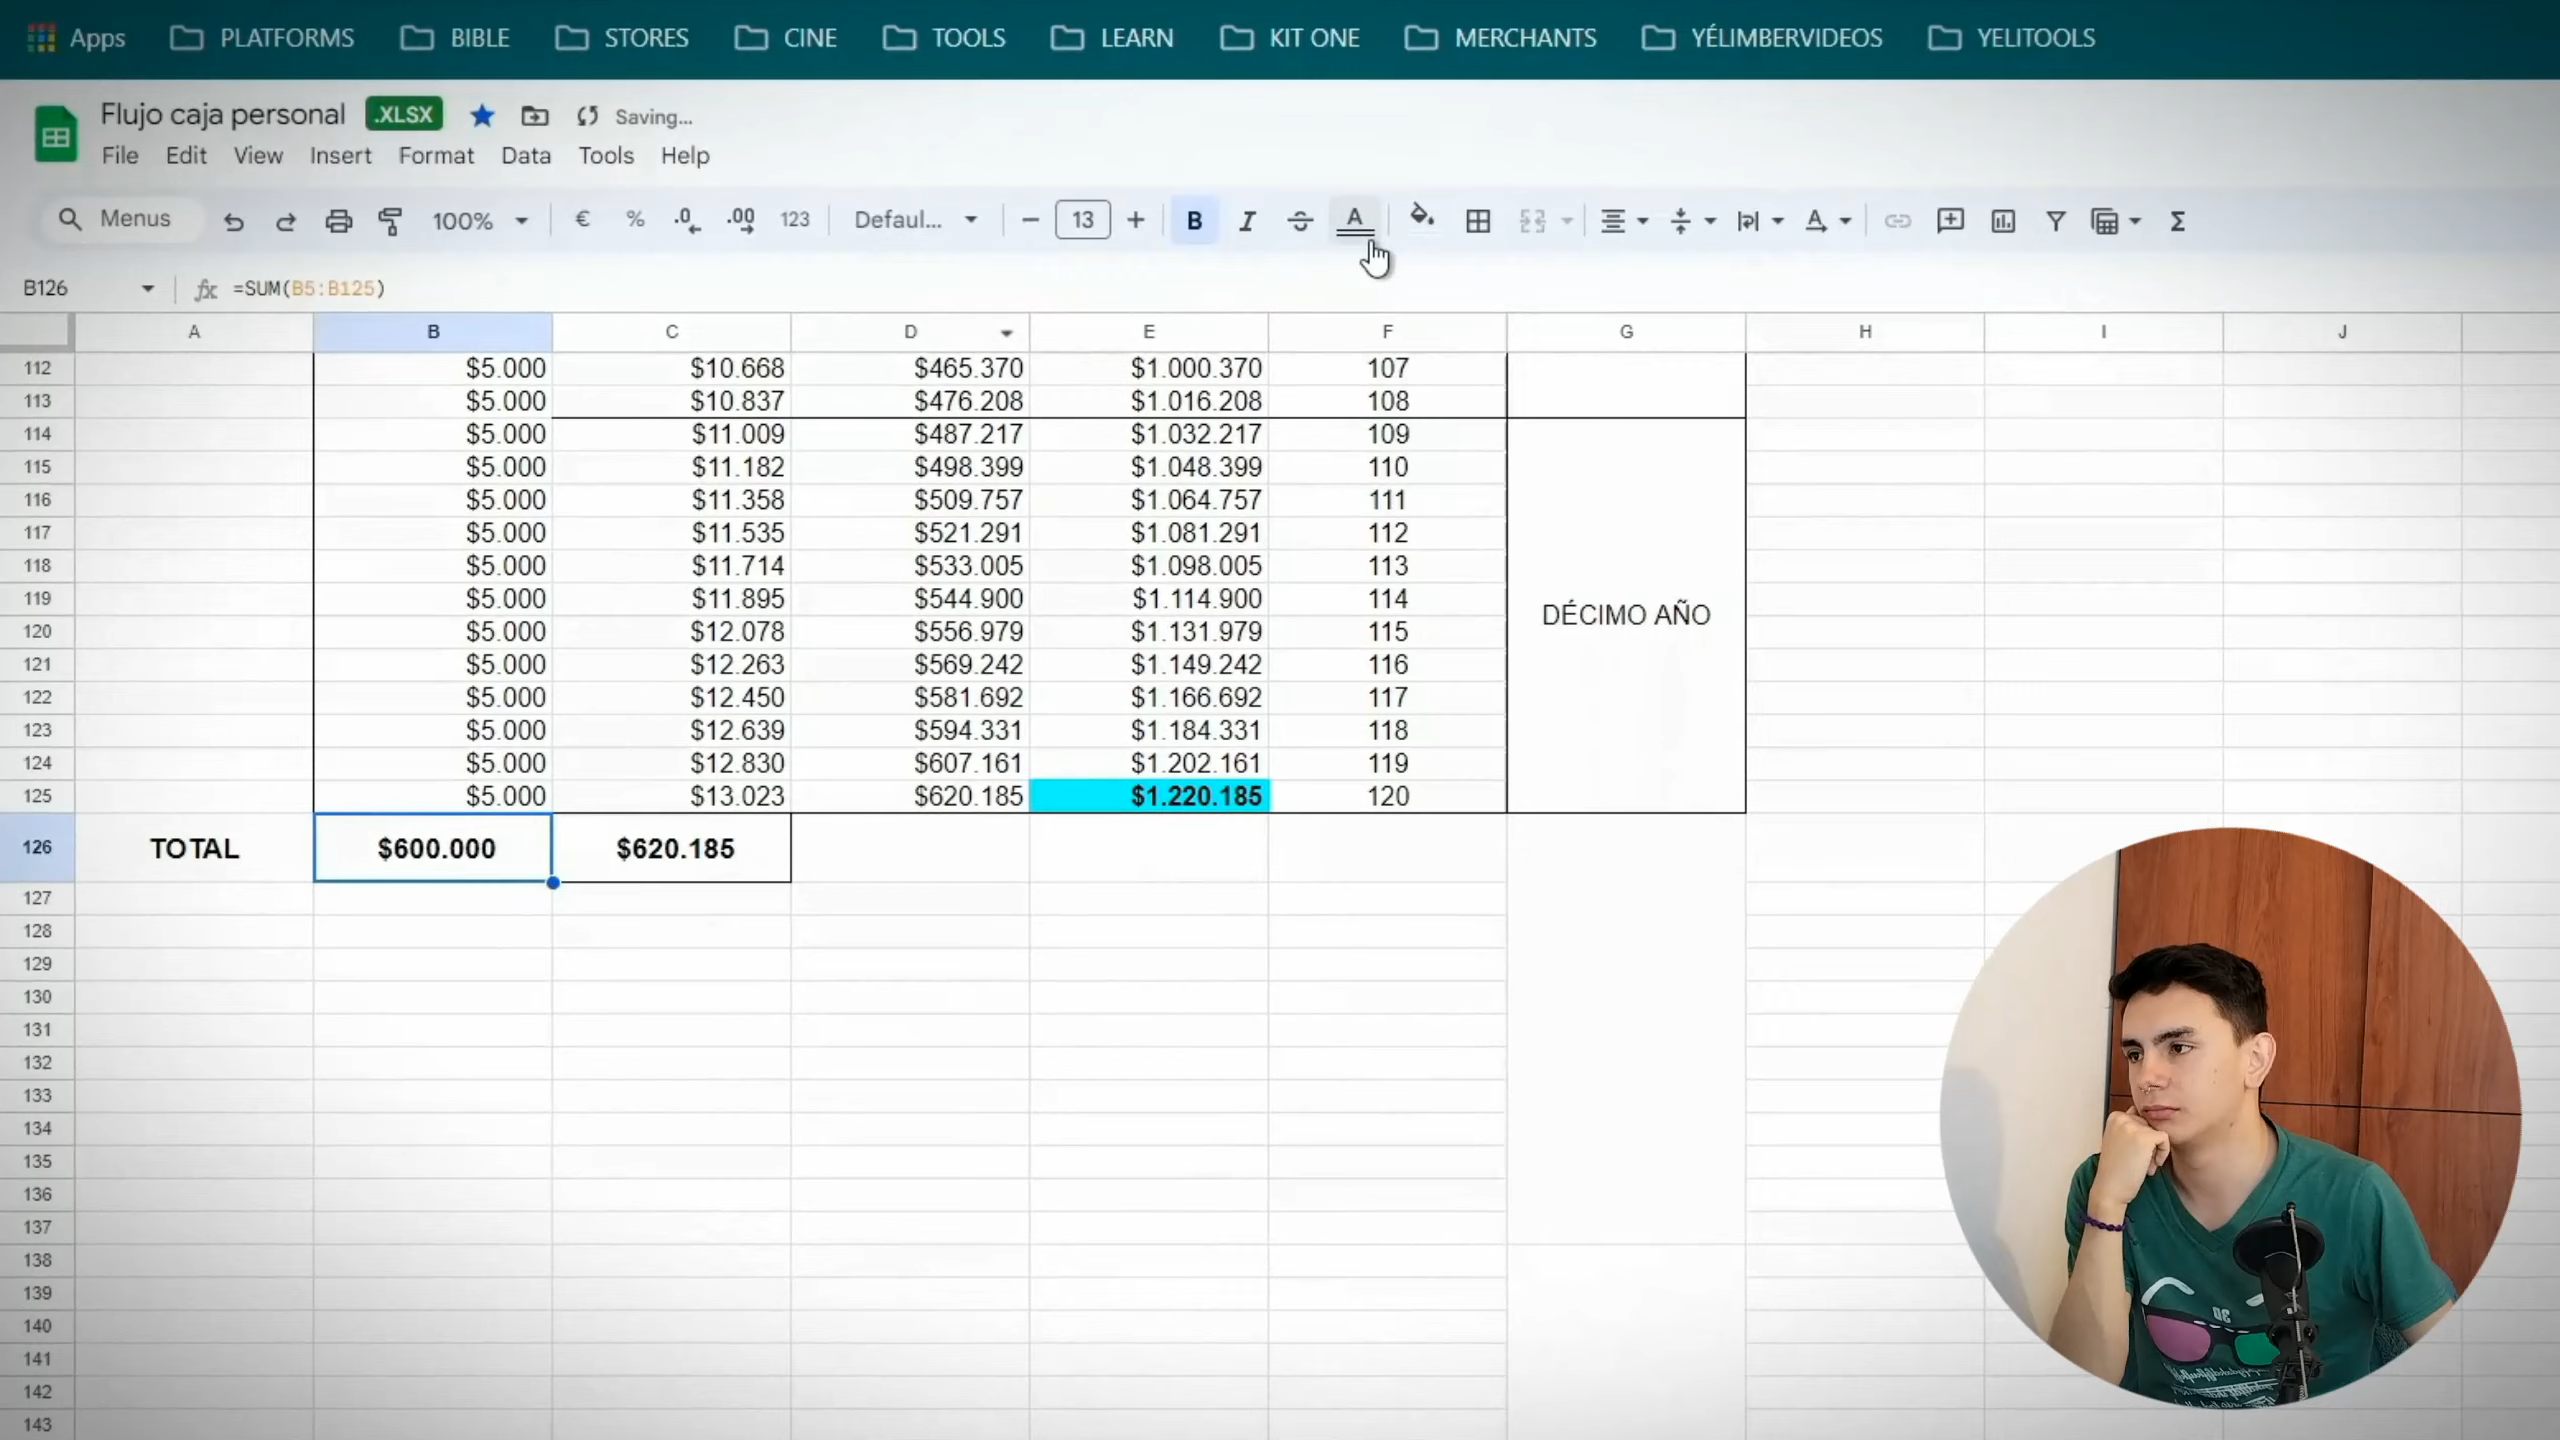 Apps PLATFORMS BIBLE STORES CINE TOOLS LEARN KIT ONE MERCHANTS YÉLIMBERVIDEOS YELITOOLS
Flujo caja personal .XLSX Saving...
File Edit View Insert Format Data Tools Help
Menus 100% € % .0 .00 123 Defaul... − 13 + B I S A A Σ
B126 fx =SUM(B5:B125)
A B C D E F G H I J
112 $5.000 $10.668 $465.370 $1.000.370 107
113 $5.000 $10.837 $476.208 $1.016.208 108
114 $5.000 $11.009 $487.217 $1.032.217 109
115 $5.000 $11.182 $498.399 $1.048.399 110
116 $5.000 $11.358 $509.757 $1.064.757 111
117 $5.000 $11.535 $521.291 $1.081.291 112
118 $5.000 $11.714 $533.005 $1.098.005 113
119 $5.000 $11.895 $544.900 $1.114.900 114
DÉCIMO AÑO
120 $5.000 $12.078 $556.979 $1.131.979 115
121 $5.000 $12.263 $569.242 $1.149.242 116
122 $5.000 $12.450 $581.692 $1.166.692 117
123 $5.000 $12.639 $594.331 $1.184.331 118
124 $5.000 $12.830 $607.161 $1.202.161 119
125 $5.000 $13.023 $620.185 $1.220.185 120
126 TOTAL $600.000 $620.185
127
128
129
130
131
132
133
134
135
136
137
138
139
140
141
142
143